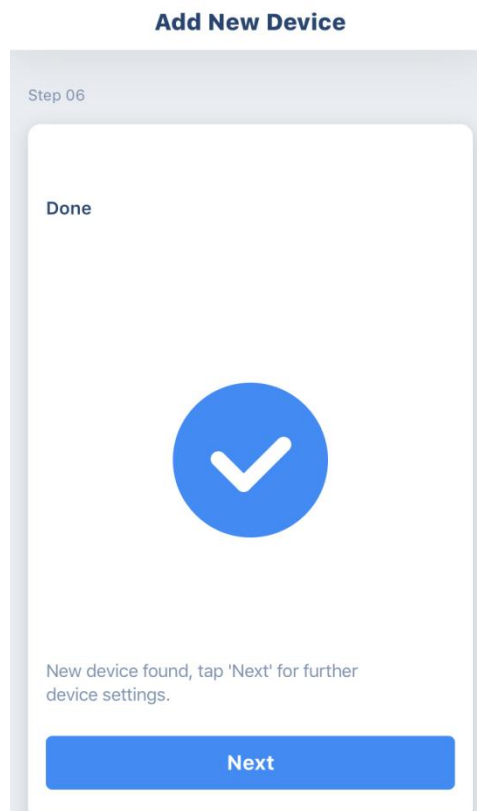 Add New Device
Step 06
Done
New device found, tap 'Next' for further
device settings.
Next